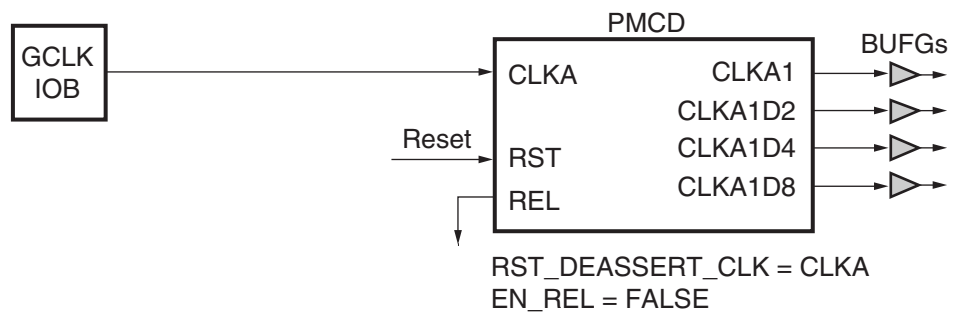 PMCD
GCLK
IOB
CLKA
Reset
RST
REL
CLKA1
CLKA1D2
CLKA1D4
CLKA1D8
BUFGs
RST_DEASSERT_CLK = CLKA
EN_REL = FALSE